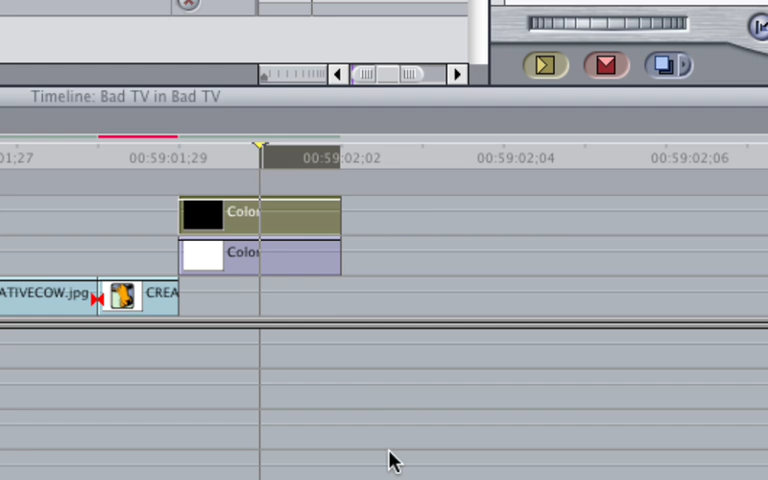 Timeline: Bad TV in Bad TV
01;27
00:59:01;29
00:59:02;02
00:59:02;04
00:59:02;06
Color
Color
ATIVECOW.jpg
CREA